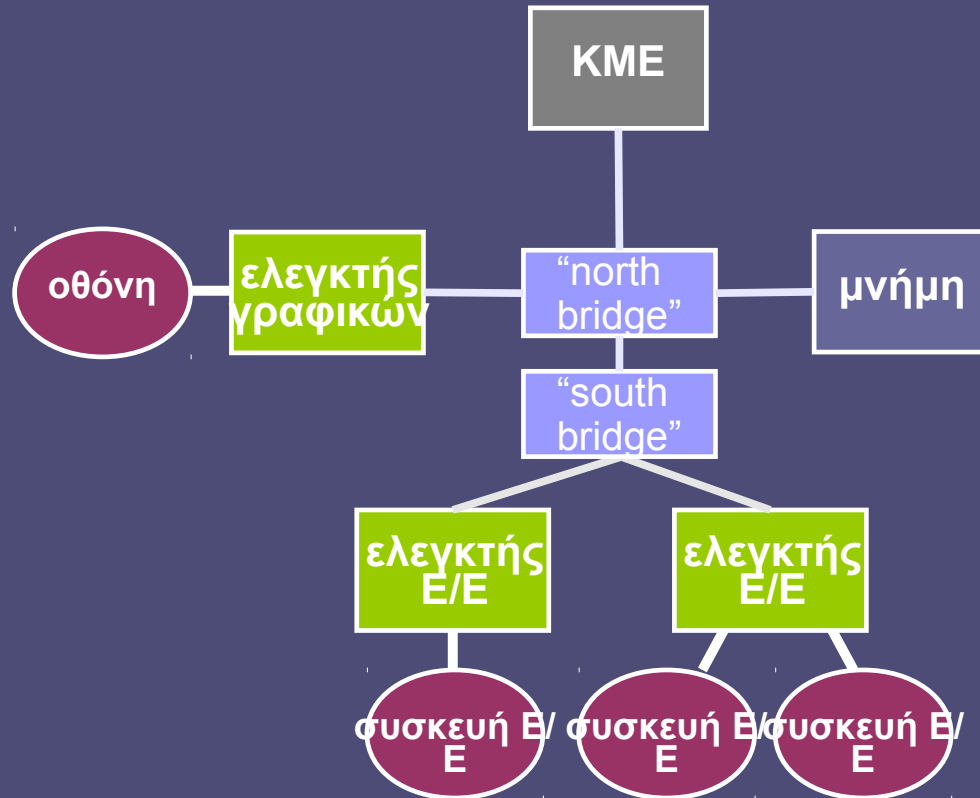 ΚΜΕ
οθόνη
ελεγκτής
γραφικών
“north
bridge”
μνήμη
“south
bridge”
ελεγκτής
Ε/Ε
ελεγκτής
Ε/Ε
συσκευή Ε/
Ε
συσκευή Ε/
Ε
συσκευή Ε/
Ε